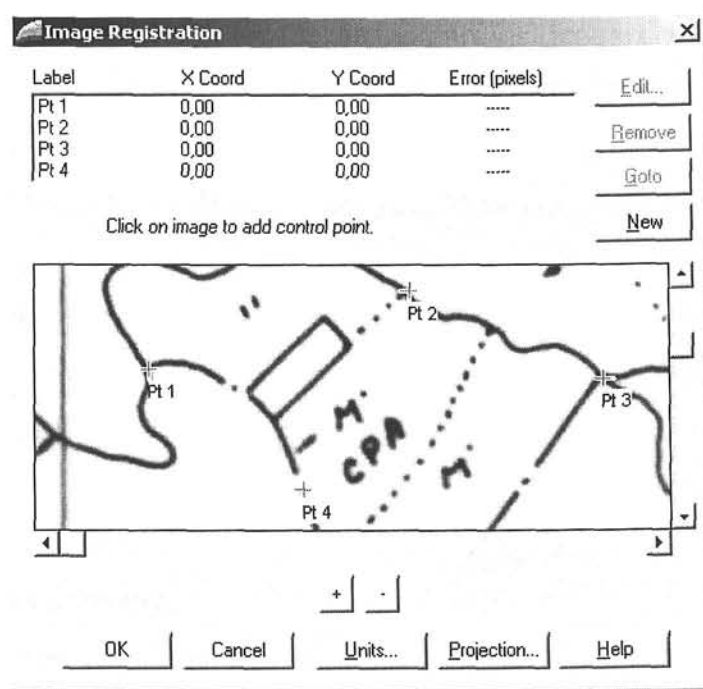 Image Registration
Label X Coord Y Coord Error (pixels)
Pt 1 0,00 0,00 -----
Pt 2 0,00 0,00 -----
Pt 3 0,00 0,00 -----
Pt 4 0,00 0,00 -----
Edit...
Remove
Goto
New
Click on image to add control point.
Pt 2
Pt 1
Pt 3
M
СРА
M
Pt 4
+ -
OK Cancel Units... Projection... Help